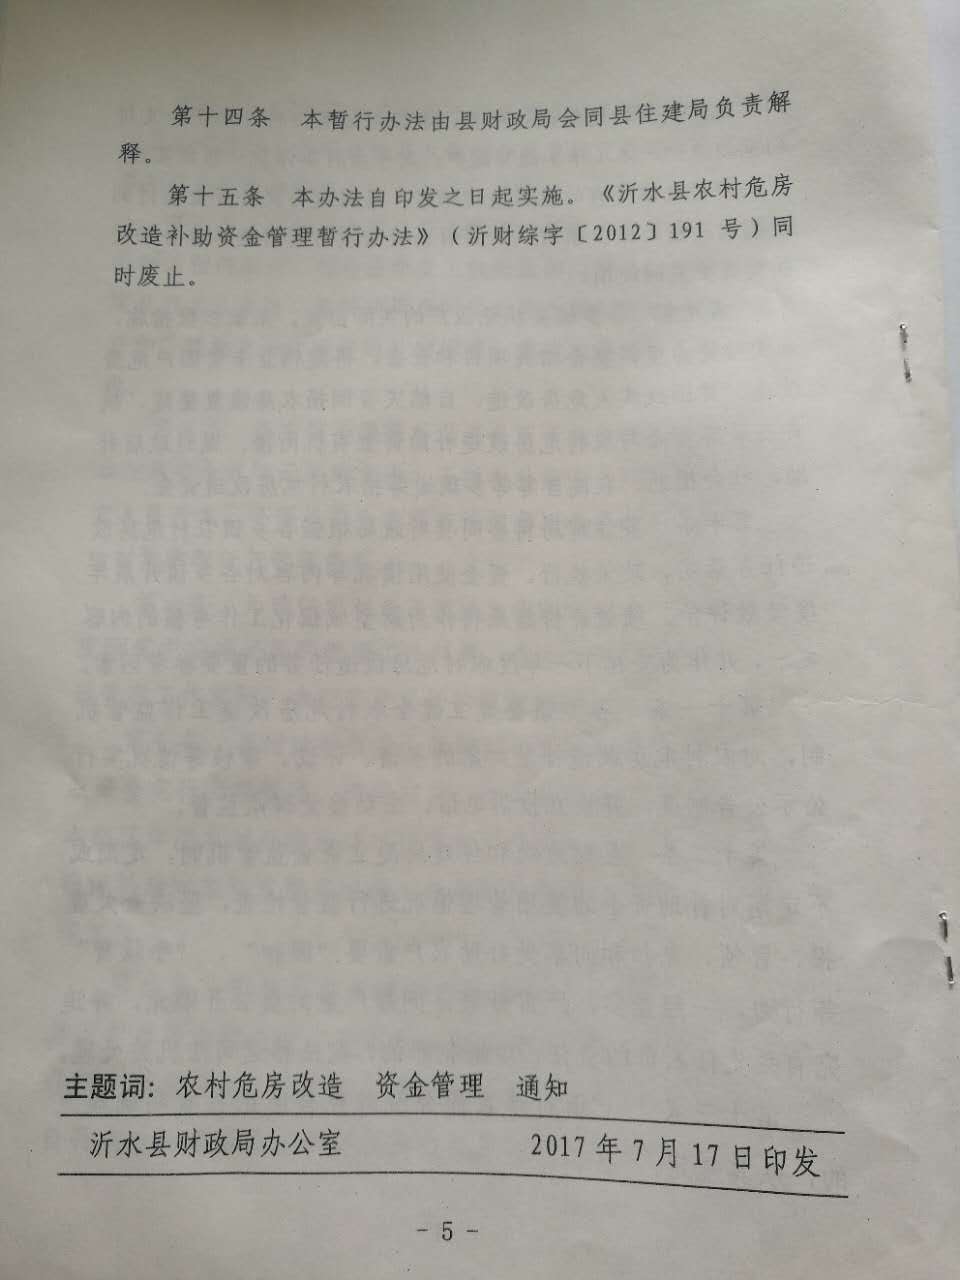 第十四条　本暂行办法由县财政局会同县住建局负责解
释。
第十五条　本办法自印发之日起实施。《沂水县农村危房
改造补助资金管理暂行办法》（沂财综字〔2012〕191 号）同
时废止。
主题词：农村危房改造　资金管理　通知
沂水县财政局办公室　2017 年 7 月 17 日印发
- 5 -